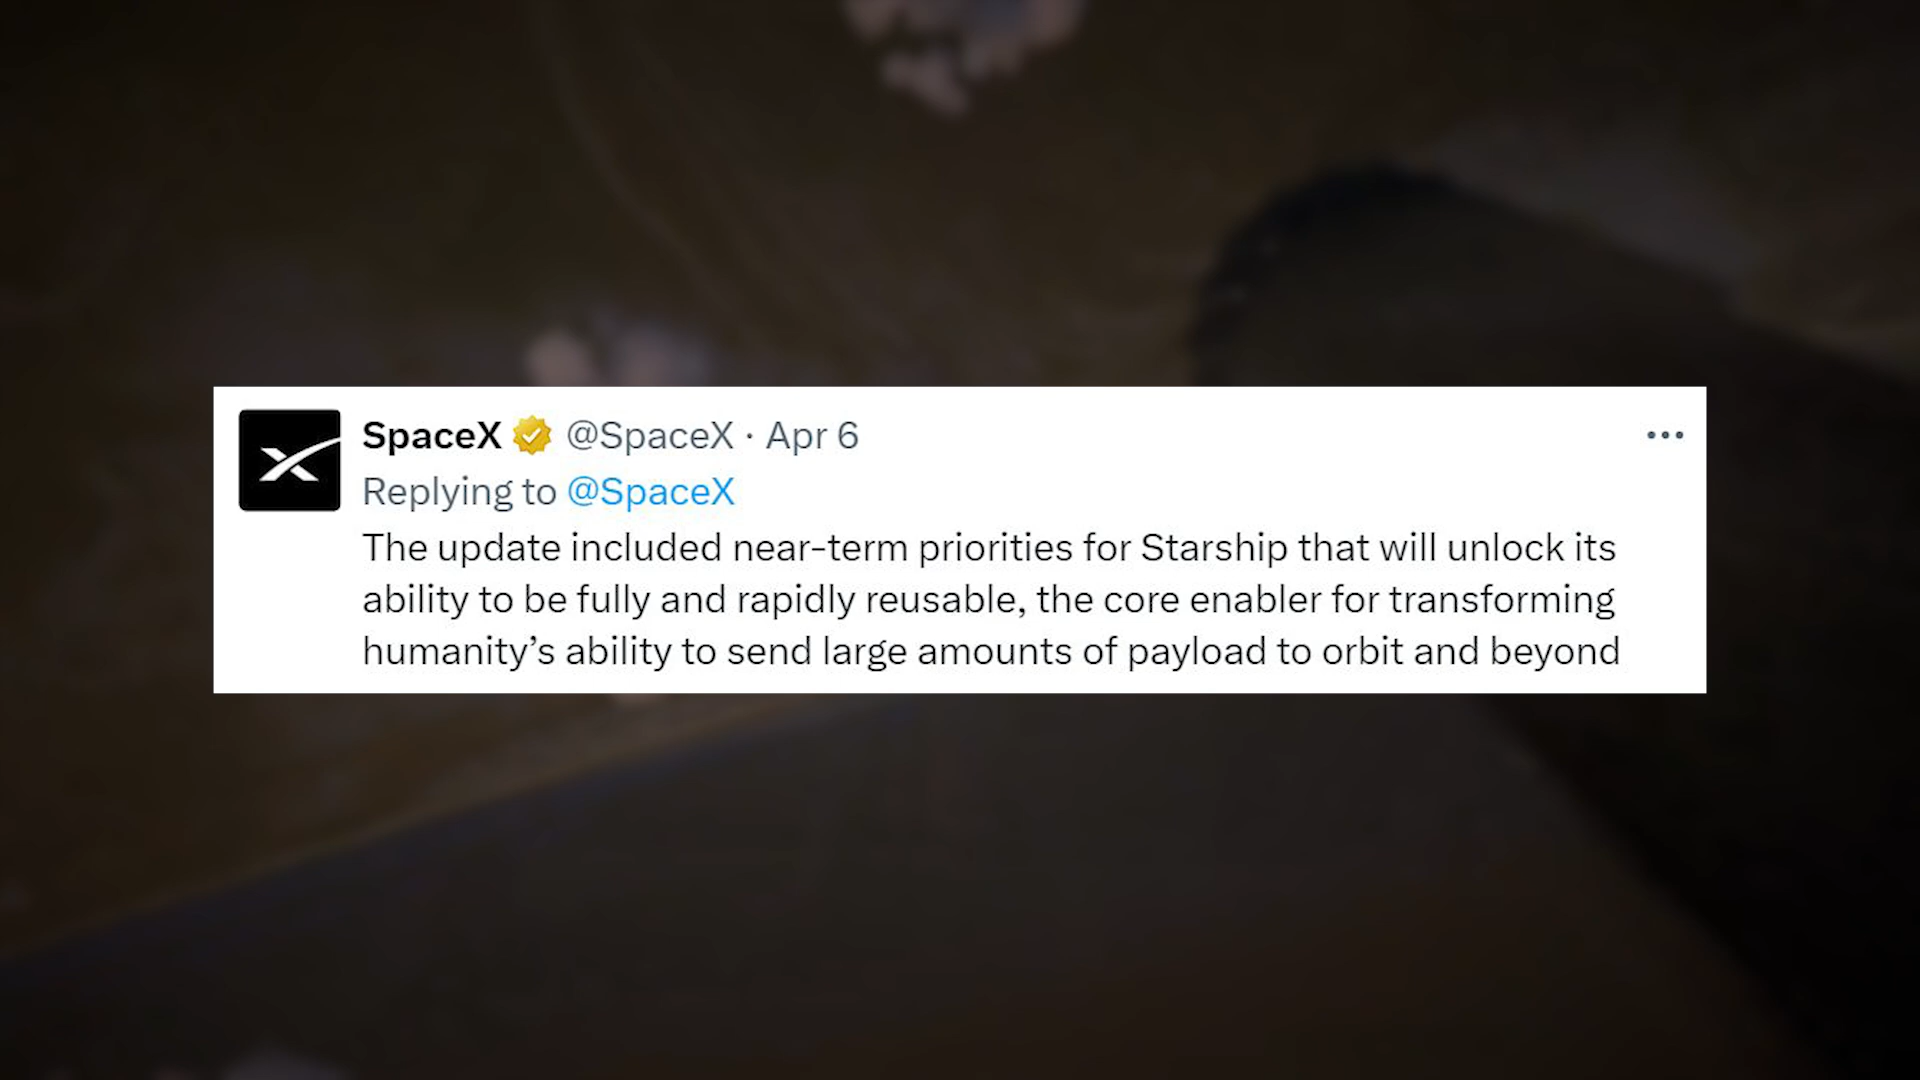 SpaceX @SpaceX · Apr 6
Replying to @SpaceX
The update included near-term priorities for Starship that will unlock its
ability to be fully and rapidly reusable, the core enabler for transforming
humanity’s ability to send large amounts of payload to orbit and beyond